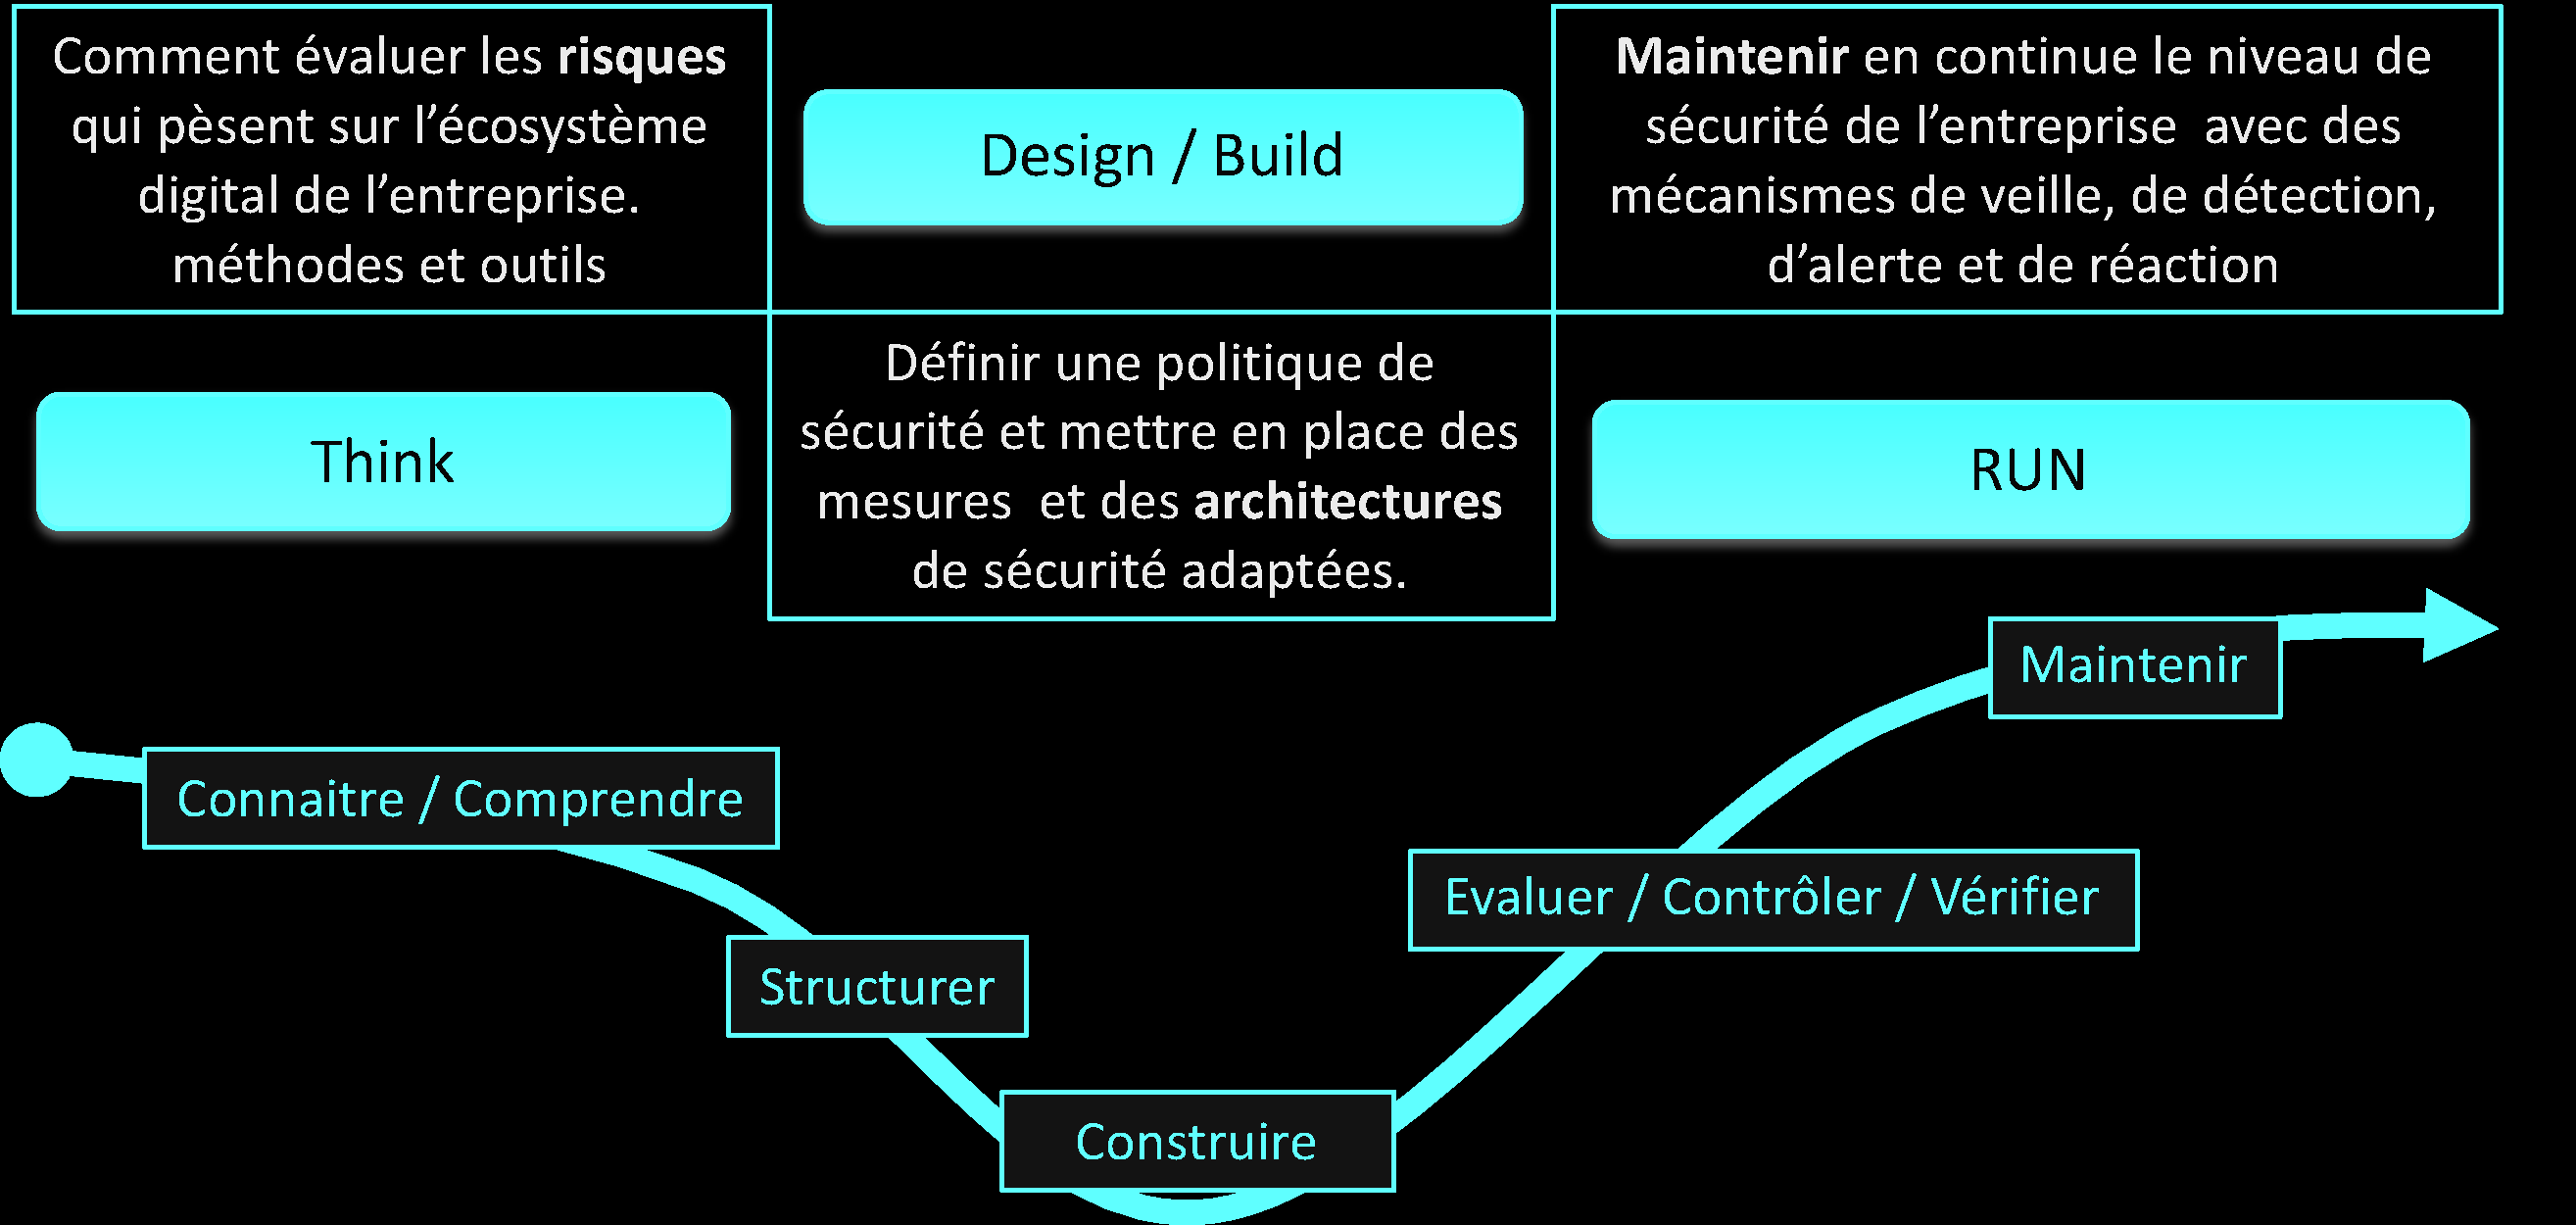 Comment évaluer les risques
qui pèsent sur l’écosystème
digital de l’entreprise.
méthodes et outils
Think
Design / Build
Définir une politique de
sécurité et mettre en place des
mesures  et des architectures
de sécurité adaptées.
Maintenir en continue le niveau de
sécurité de l’entreprise  avec des
mécanismes de veille, de détection,
d’alerte et de réaction
RUN
Connaitre / Comprendre
Structurer
Construire
Evaluer / Contrôler / Vérifier
Maintenir